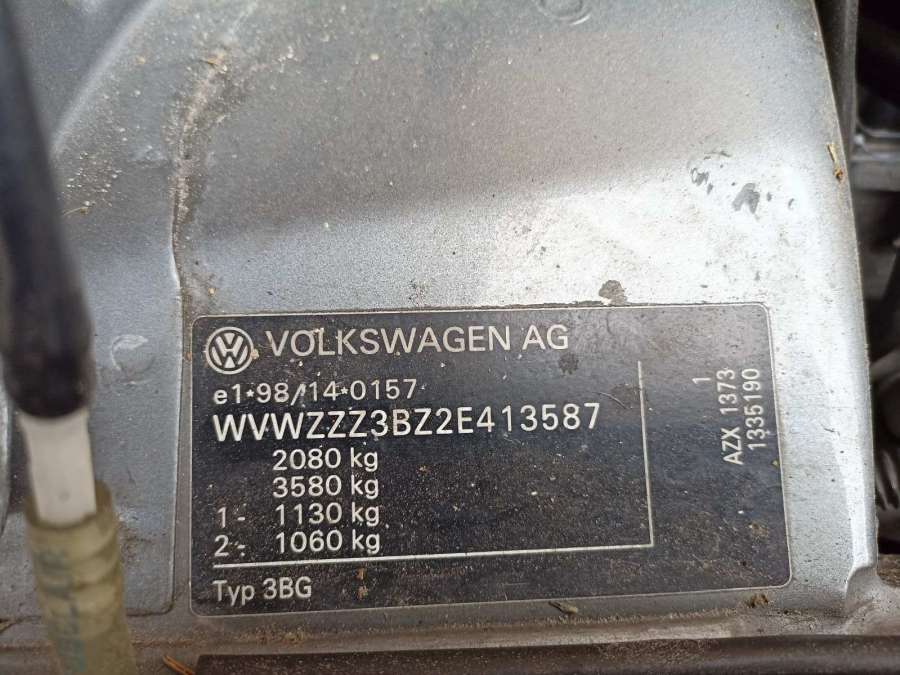 VOLKSWAGEN AG
e1*98/14*0157
WVWZZZ3BZ2E413587
2080 kg
3580 kg
1- 1130 kg
2- 1060 kg
Typ 3BG
1
AZX 1373
1335190